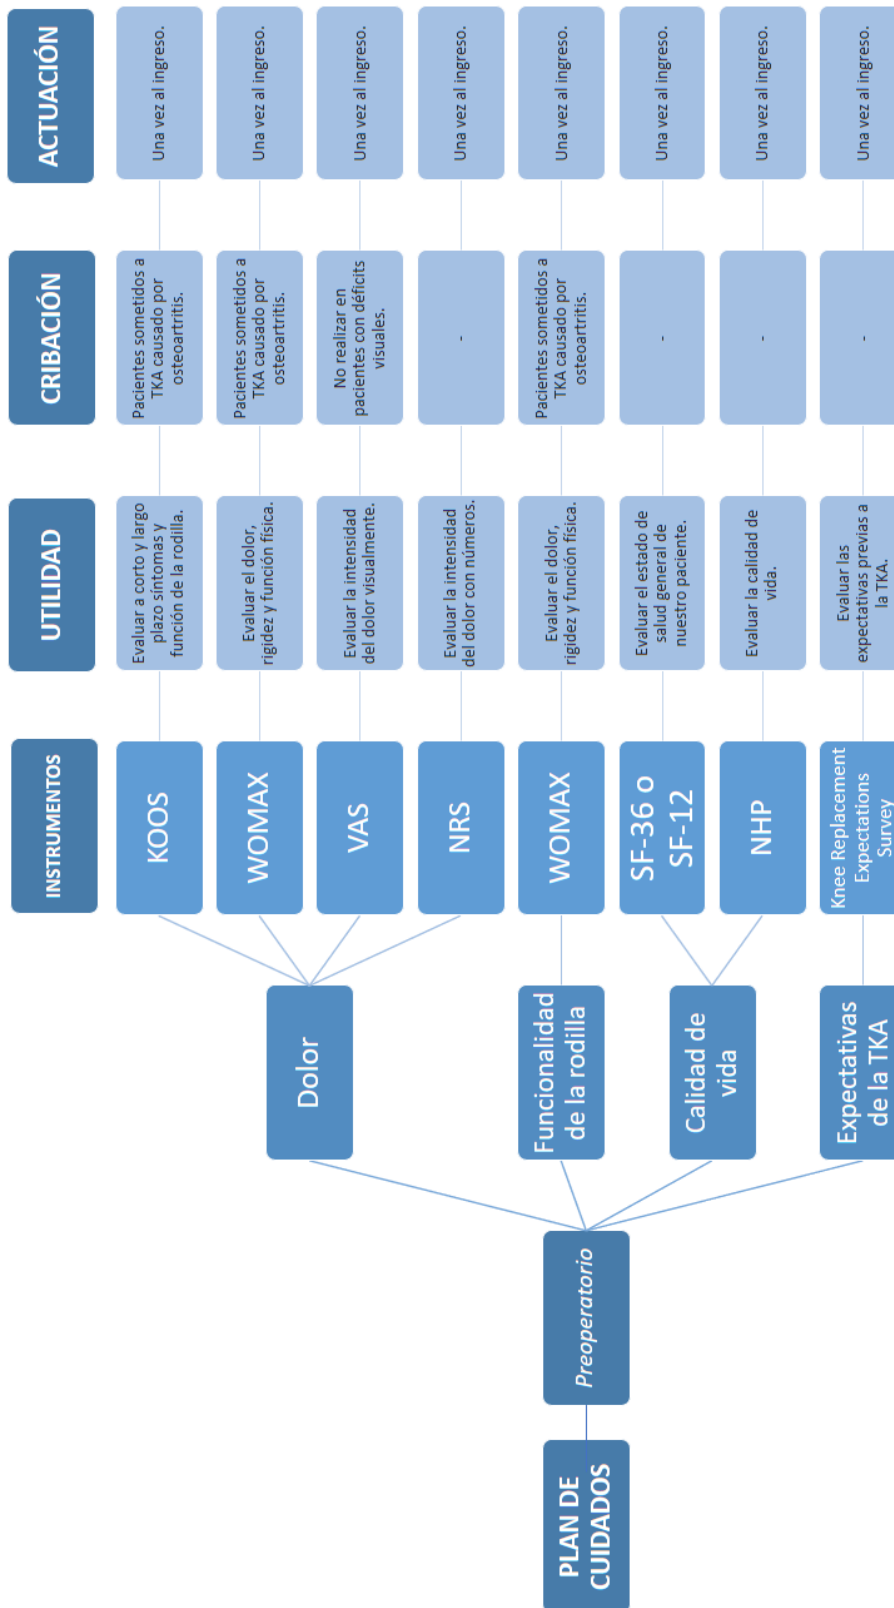 PLAN DE
CUIDADOS
Preoperatorio
INSTRUMENTOS
UTILIDAD
CRIBACIÓN
ACTUACIÓN
Dolor
KOOS
Evaluar a corto y largo
plazo síntomas y
función de la rodilla.
Pacientes sometidos a
TKA causado por
osteoartritis.
Una vez al ingreso.
WOMAX
Evaluar el dolor,
rigidez y función física.
Pacientes sometidos a
TKA causado por
osteoartritis.
Una vez al ingreso.
VAS
Evaluar la intensidad
del dolor visualmente.
No realizar en
pacientes con déficits
visuales.
Una vez al ingreso.
NRS
Evaluar la intensidad
del dolor con números.
-
Una vez al ingreso.
Funcionalidad
de la rodilla
WOMAX
Evaluar el dolor,
rigidez y función física.
Pacientes sometidos a
TKA causado por
osteoartritis.
Una vez al ingreso.
Calidad de
vida
SF-36 o
SF-12
Evaluar el estado de
salud general de
nuestro paciente.
-
Una vez al ingreso.
NHP
Evaluar la calidad de
vida.
-
Una vez al ingreso.
Expectativas
de la TKA
Knee Replacement
Expectations
Survey
Evaluar las
expectativas previas a
la TKA.
-
Una vez al ingreso.